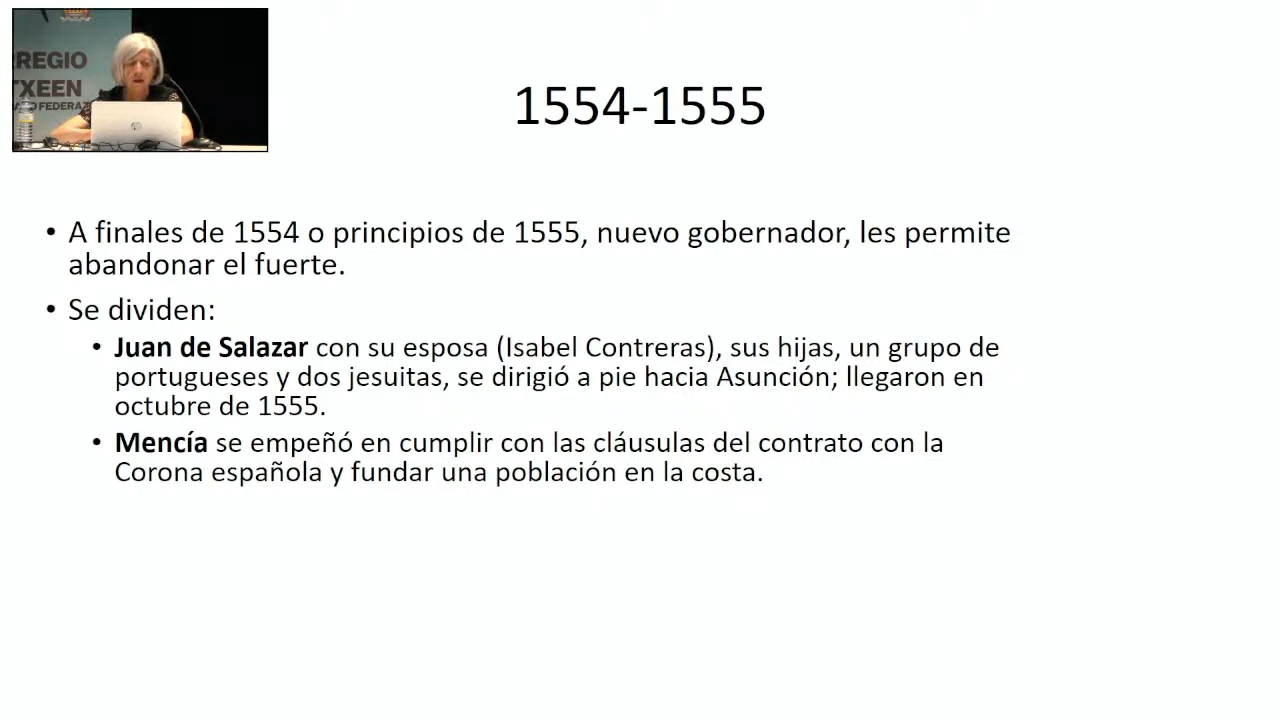 RREGIO
TXEEN
FEDERAZ
1554-1555
• A finales de 1554 o principios de 1555, nuevo gobernador, les permite
abandonar el fuerte.
• Se dividen:
• Juan de Salazar con su esposa (Isabel Contreras), sus hijas, un grupo de
portugueses y dos jesuitas, se dirigió a pie hacia Asunción; llegaron en
octubre de 1555.
• Mencía se empeñó en cumplir con las cláusulas del contrato con la
Corona española y fundar una población en la costa.